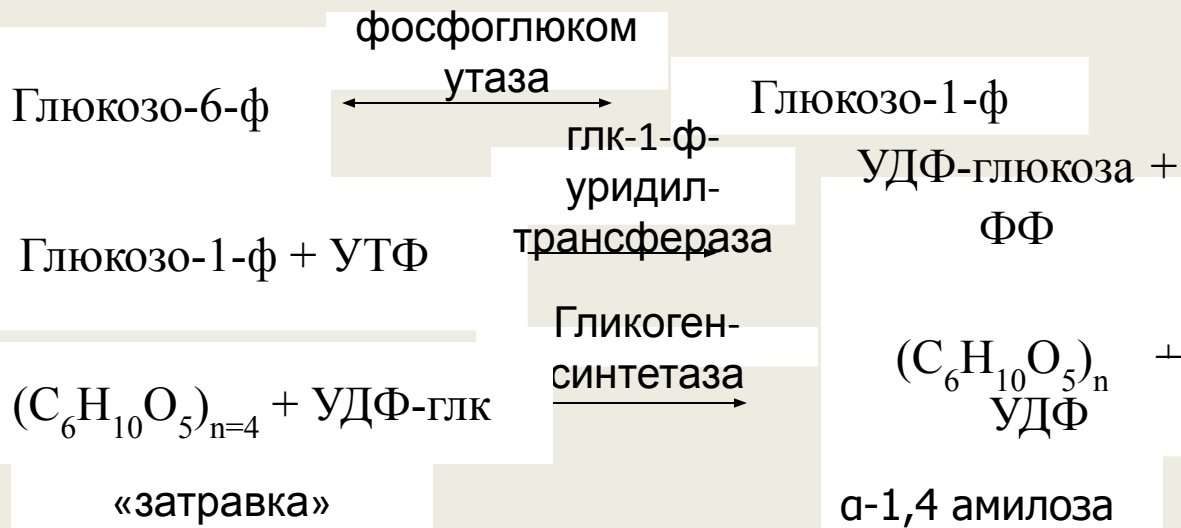 фосфоглюком
утаза
Глюкозо-6-ф
Глюкозо-1-ф
глк-1-ф-
уридил-
трансфераза
Глюкозо-1-ф + УТФ
УДФ-глюкоза +
ФФ
Гликоген-
синтетаза
(C₆H₁₀O₅)ₙ₌₄ + УДФ-глк
(C₆H₁₀O₅)ₙ +
УДФ
«затравка»
α-1,4 амилоза